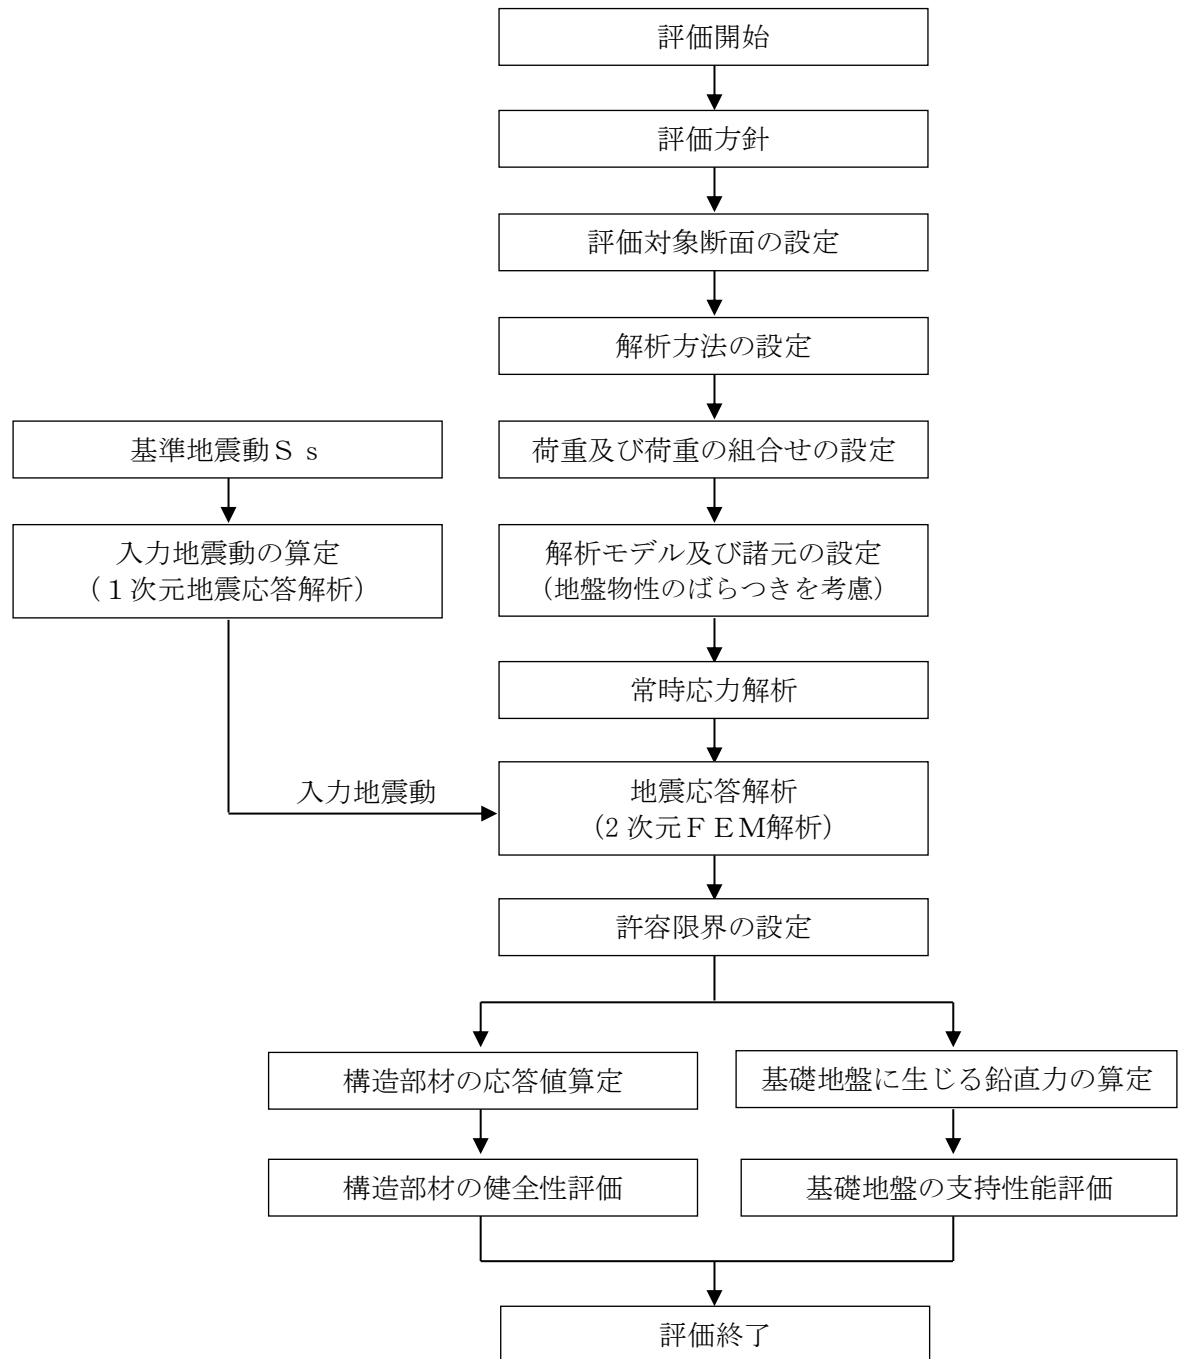 評価開始
評価方針
評価対象断面の設定
解析方法の設定
基準地震動Ｓｓ
荷重及び荷重の組合せの設定
入力地震動の算定
（１次元地震応答解析）
解析モデル及び諸元の設定
（地盤物性のばらつきを考慮）
常時応力解析
入力地震動
地震応答解析
（2 次元ＦＥＭ解析）
許容限界の設定
構造部材の応答値算定
基礎地盤に生じる鉛直力の算定
構造部材の健全性評価
基礎地盤の支持性能評価
評価終了